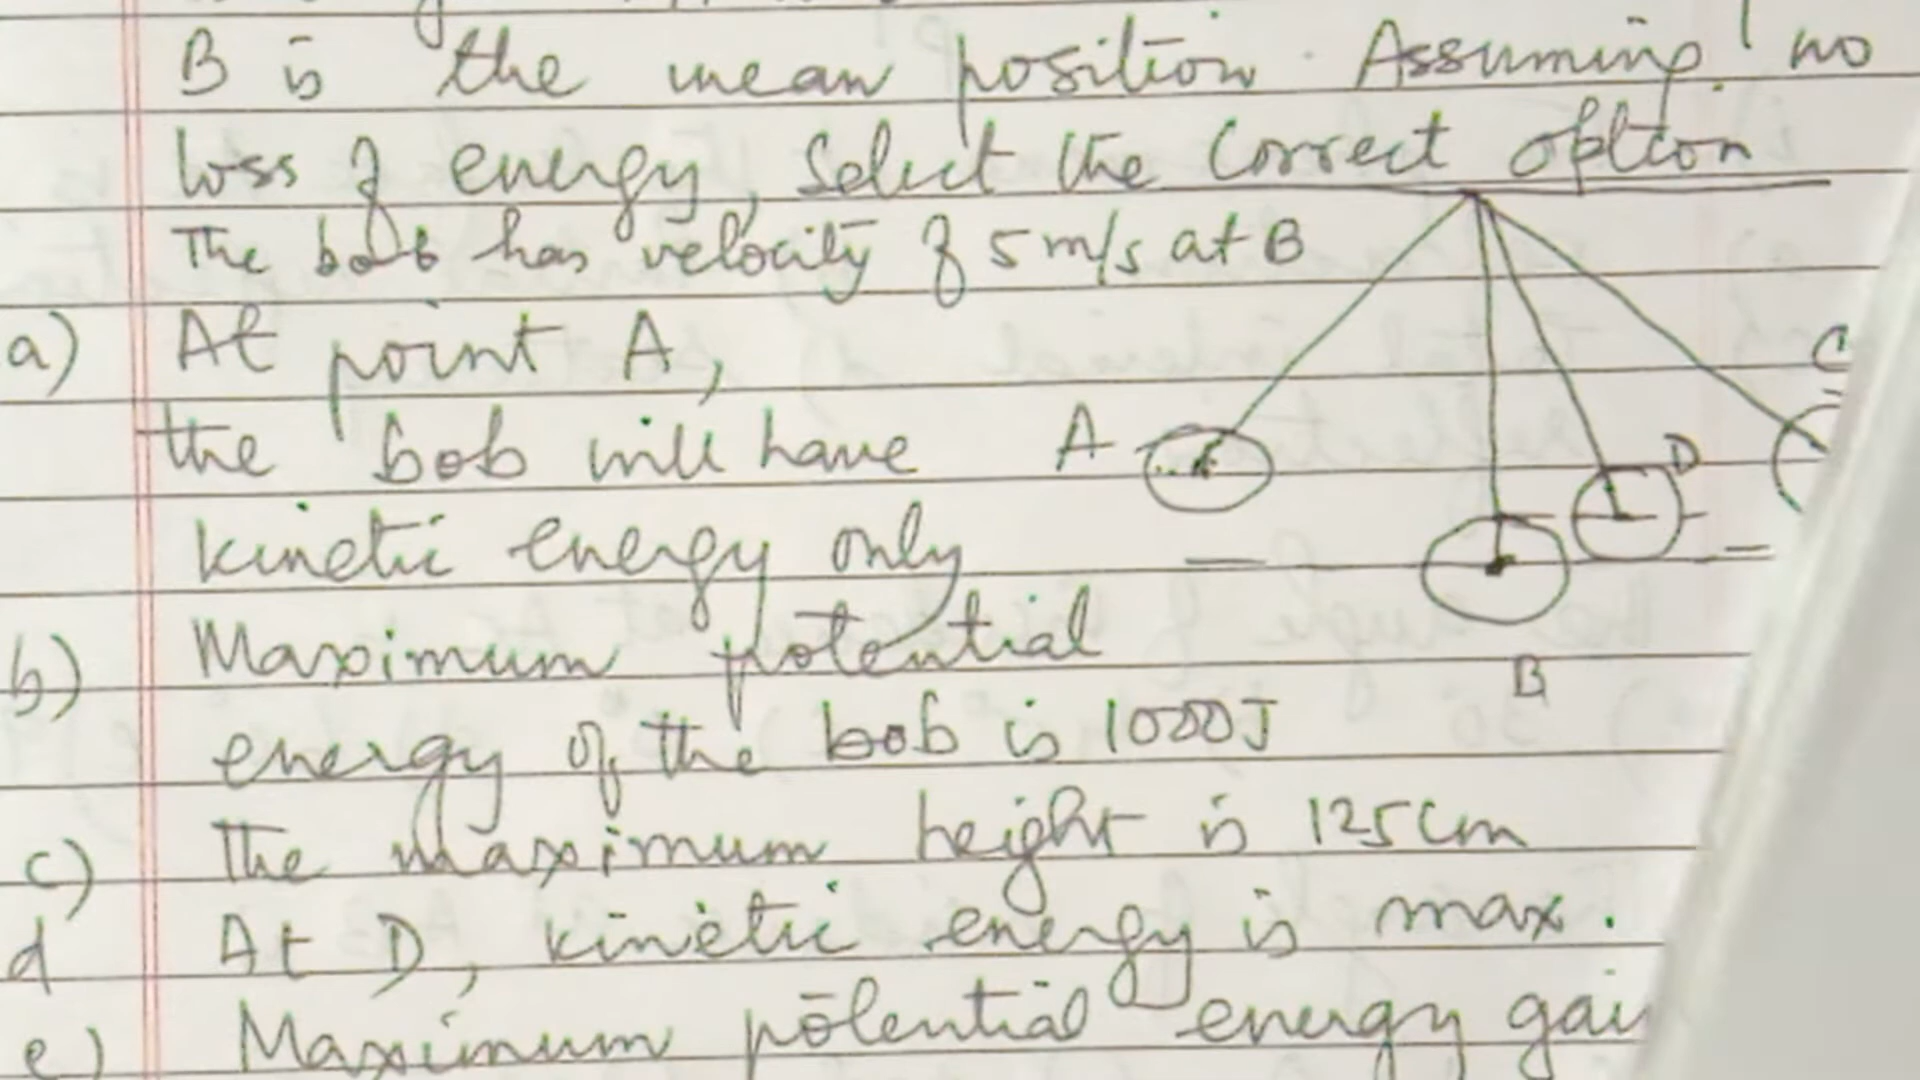 B is the mean position. Assuming no
loss of energy, Select the correct option
The bob has velocity of 5 m/s at B
a) At point A,
the bob will have
kinetic energy only
b) Maximum potential
energy of the bob is 1000J
c) The maximum height is 125cm
d At D, kinetic energy is max.
e) Maximum potential energy
A
B
C
D